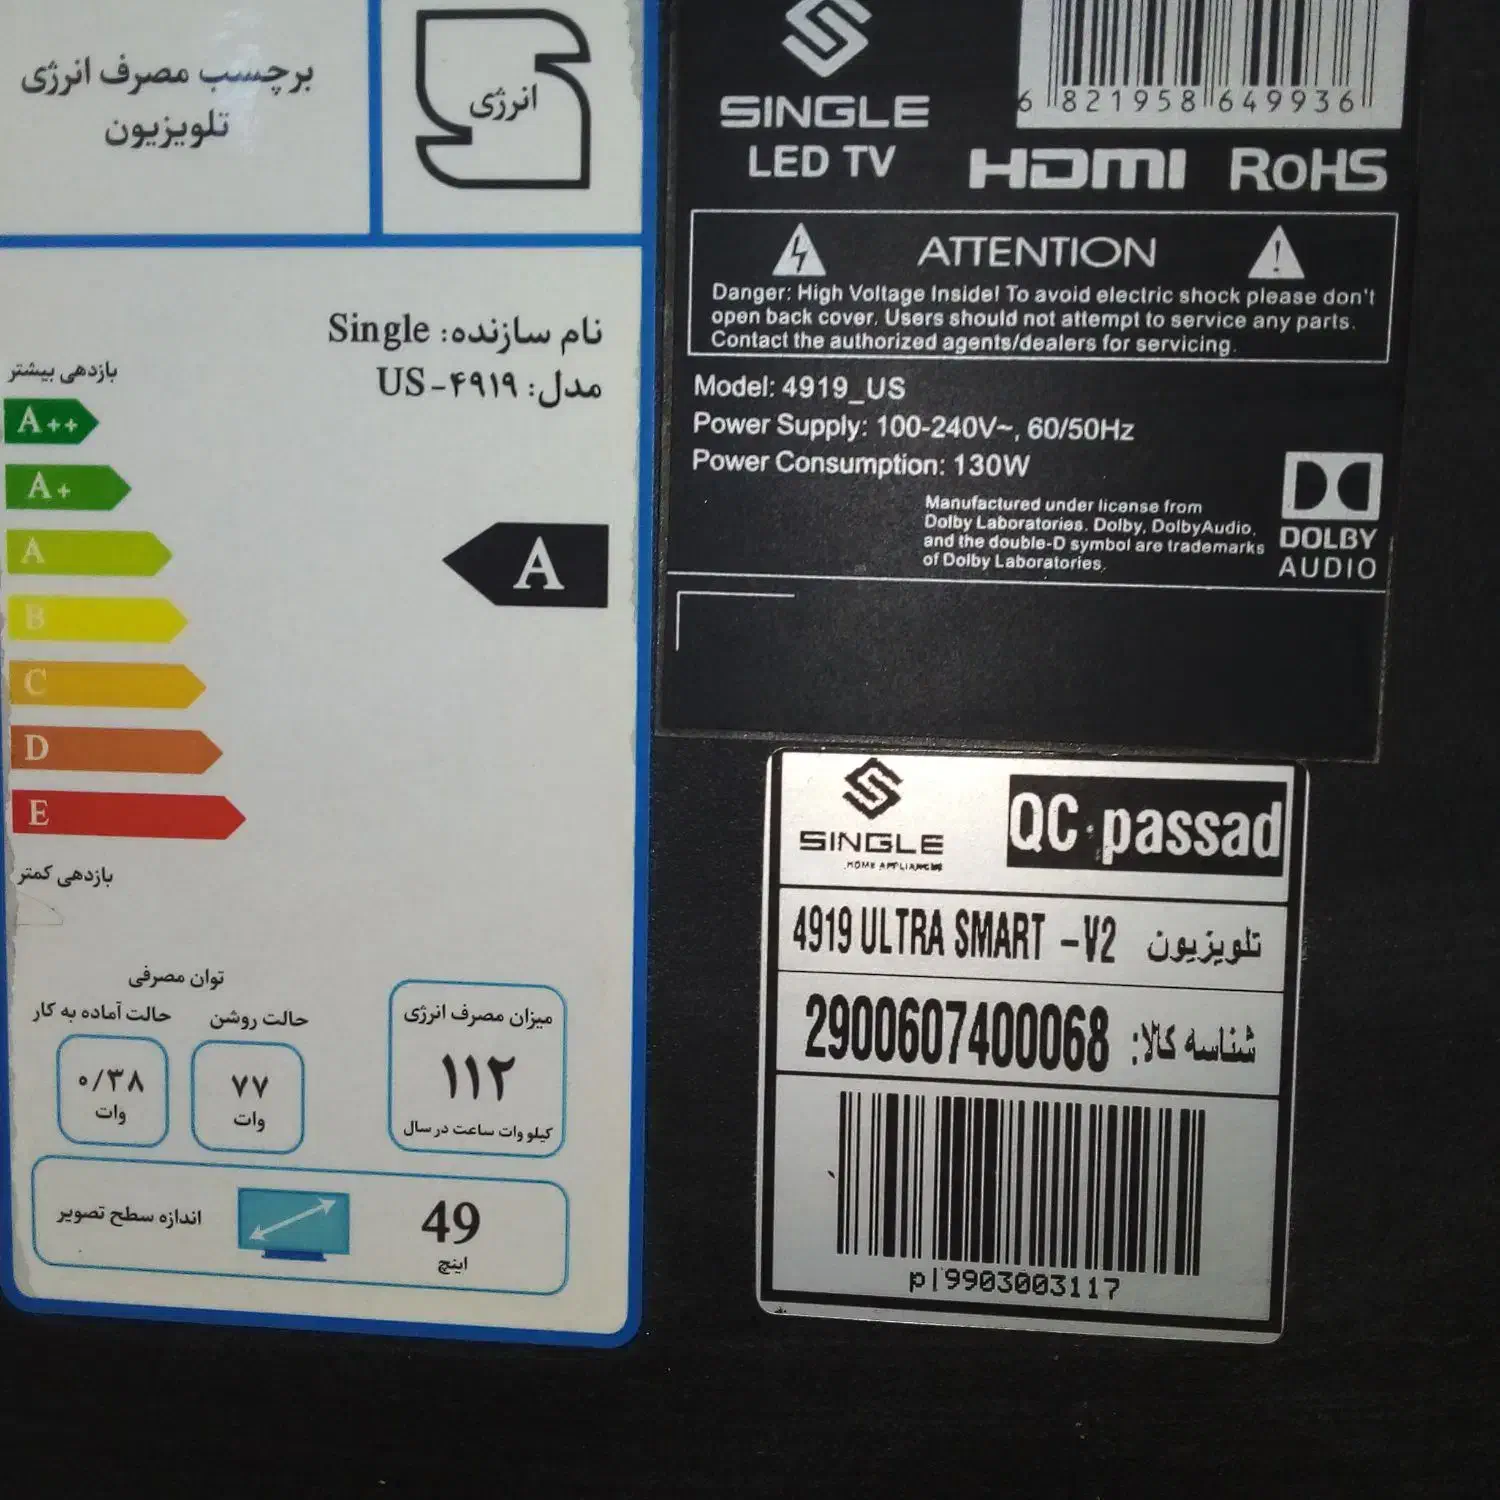 برچسب مصرف انرژی
تلویزیون
انرژی
نام سازنده: Single
مدل: US-۴۹۱۹
بازدهی بیشتر
A++
A+
A
B
C
D
E
A
بازدهی کمتر
توان مصرفی
حالت روشن
۷۷
وات
حالت آماده به کار
۰/۳۸
وات
میزان مصرف انرژی
۱۱۲
کیلو وات ساعت در سال
اندازه سطح تصویر
49
اینچ
SINGLE
LED TV
6 821958 649936
HDMI RoHS
ATTENTION
Danger: High Voltage Inside! To avoid electric shock please don't
open back cover. Users should not attempt to service any parts.
Contact the authorized agents/dealers for servicing.
Model: 4919_US
Power Supply: 100-240V~, 60/50Hz
Power Consumption: 130W
Manufactured under license from
Dolby Laboratories. Dolby, DolbyAudio,
and the double-D symbol are trademarks
of Dolby Laboratories.
DOLBY
AUDIO
SINGLE
HOME APPLIANCES
QC passad
تلویزیون 4919 ULTRA SMART -V2
شناسه کالا: 2900607400068
p|9903003117